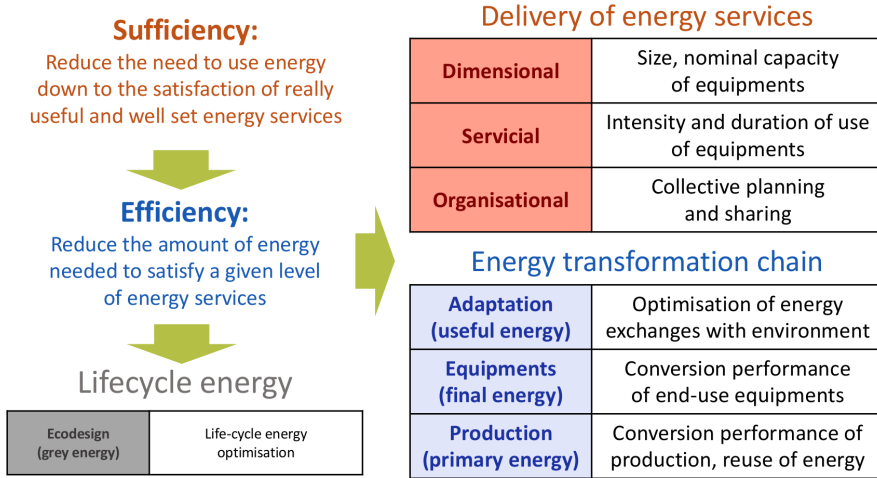 Sufficiency:
Reduce the need to use energy
down to the satisfaction of really
useful and well set energy services
Efficiency:
Reduce the amount of energy
needed to satisfy a given level
of energy services
Lifecycle energy
Ecodesign
(grey energy)
Life-cycle energy
optimisation
Delivery of energy services
Dimensional
Size, nominal capacity
of equipments
Servicial
Intensity and duration of use
of equipments
Organisational
Collective planning
and sharing
Energy transformation chain
Adaptation
(useful energy)
Optimisation of energy
exchanges with environment
Equipments
(final energy)
Conversion performance
of end-use equipments
Production
(primary energy)
Conversion performance of
production, reuse of energy